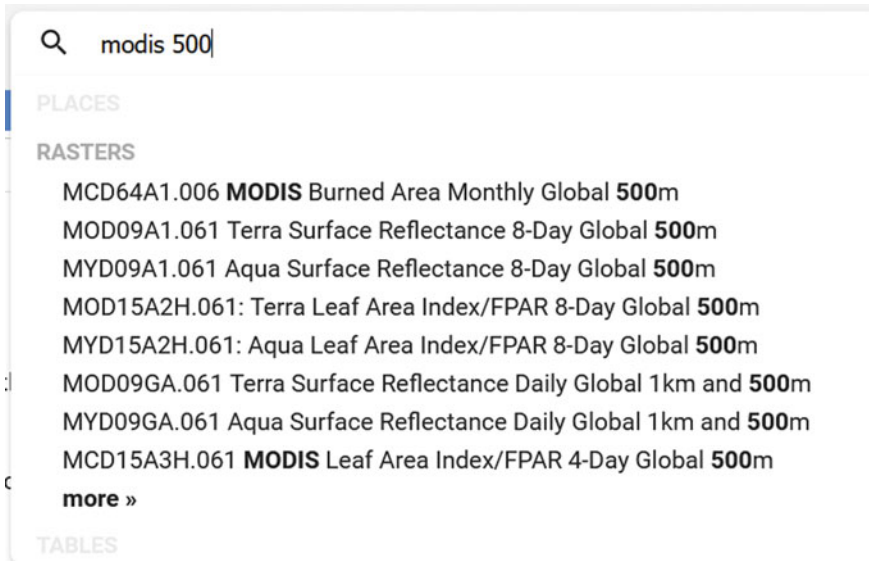 modis 500
PLACES
RASTERS
MCD64A1.006 MODIS Burned Area Monthly Global 500m
MOD09A1.061 Terra Surface Reflectance 8-Day Global 500m
MYD09A1.061 Aqua Surface Reflectance 8-Day Global 500m
MOD15A2H.061: Terra Leaf Area Index/FPAR 8-Day Global 500m
MYD15A2H.061: Aqua Leaf Area Index/FPAR 8-Day Global 500m
MOD09GA.061 Terra Surface Reflectance Daily Global 1km and 500m
MYD09GA.061 Aqua Surface Reflectance Daily Global 1km and 500m
MCD15A3H.061 MODIS Leaf Area Index/FPAR 4-Day Global 500m
more »
TABLES